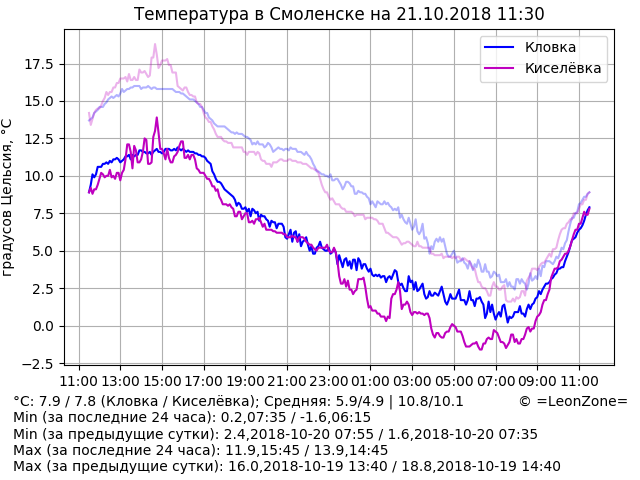 Температура в Смоленске на 21.10.2018 11:30
Кловка
Киселёвка
градусов Цельсия, °C
17.5
15.0
12.5
10.0
7.5
5.0
2.5
0.0
−2.5
11:00 13:00 15:00 17:00 19:00 21:00 23:00 01:00 03:00 05:00 07:00 09:00 11:00
°C: 7.9 / 7.8 (Кловка / Киселёвка); Средняя: 5.9/4.9 | 10.8/10.1 © =LeonZone=
Min (за последние 24 часа): 0.2,07:35 / -1.6,06:15
Min (за предыдущие сутки): 2.4,2018-10-20 07:55 / 1.6,2018-10-20 07:35
Max (за последние 24 часа): 11.9,15:45 / 13.9,14:45
Max (за предыдущие сутки): 16.0,2018-10-19 13:40 / 18.8,2018-10-19 14:40